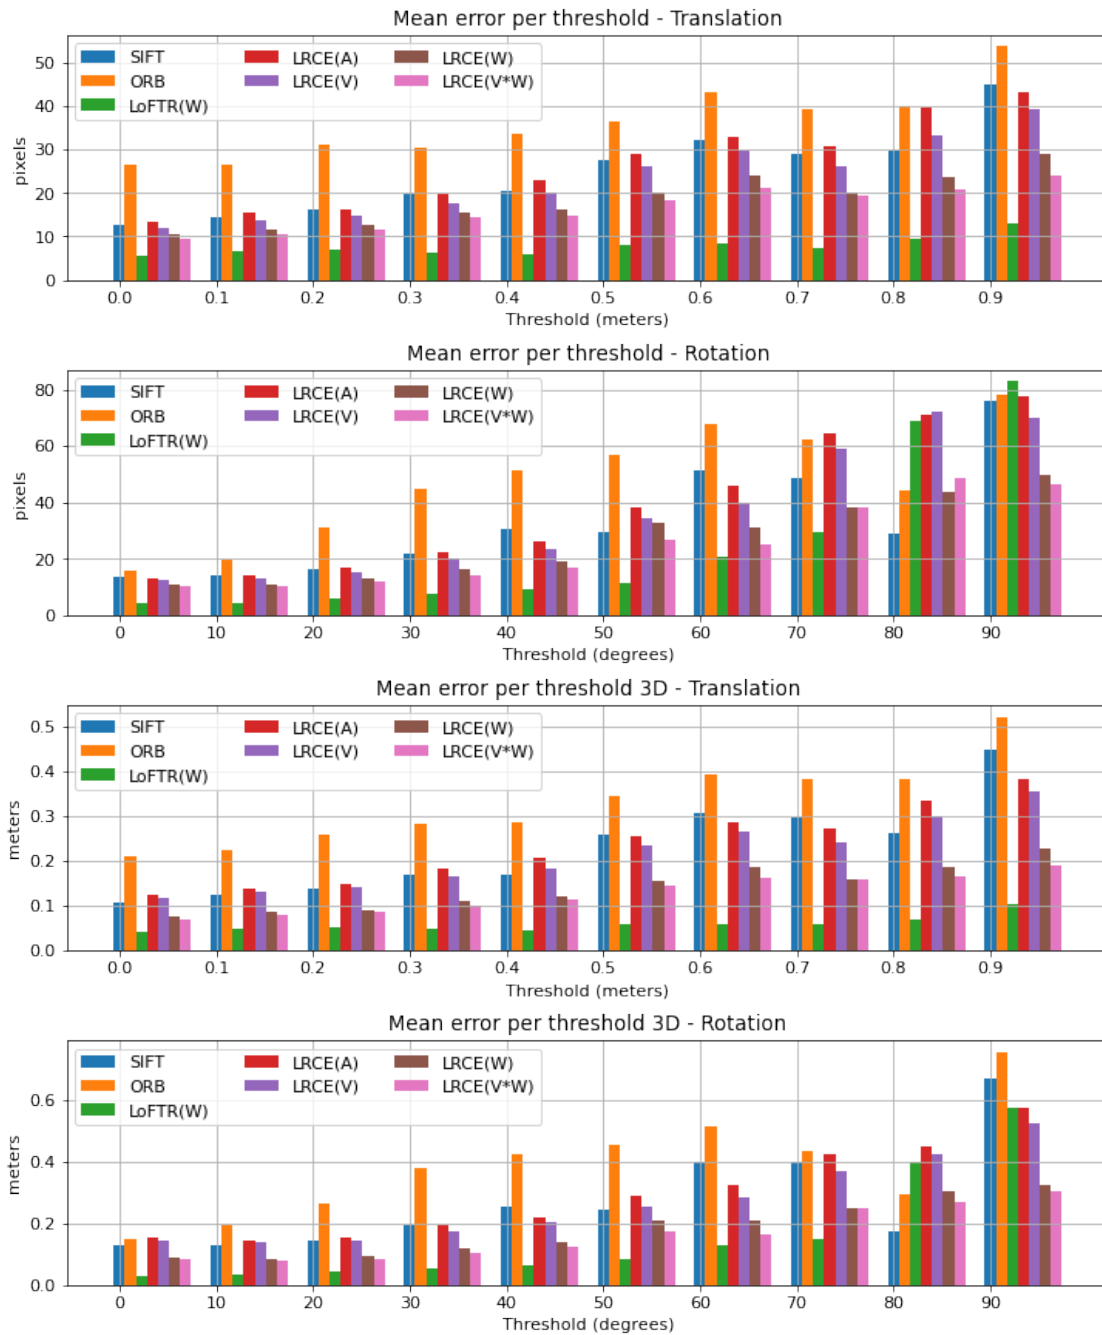 Mean error per threshold - Translation
SIFT
ORB
LoFTR(W)
LRCE(A)
LRCE(V)
LRCE(W)
LRCE(V*W)
pixels
50
40
30
20
10
0
0.0 0.1 0.2 0.3 0.4 0.5 0.6 0.7 0.8 0.9
Threshold (meters)
Mean error per threshold - Rotation
SIFT
ORB
LoFTR(W)
LRCE(A)
LRCE(V)
LRCE(W)
LRCE(V*W)
pixels
80
60
40
20
0
0 10 20 30 40 50 60 70 80 90
Threshold (degrees)
Mean error per threshold 3D - Translation
SIFT
ORB
LoFTR(W)
LRCE(A)
LRCE(V)
LRCE(W)
LRCE(V*W)
meters
0.5
0.4
0.3
0.2
0.1
0.0
0.0 0.1 0.2 0.3 0.4 0.5 0.6 0.7 0.8 0.9
Threshold (meters)
Mean error per threshold 3D - Rotation
SIFT
ORB
LoFTR(W)
LRCE(A)
LRCE(V)
LRCE(W)
LRCE(V*W)
meters
0.6
0.4
0.2
0.0
0 10 20 30 40 50 60 70 80 90
Threshold (degrees)